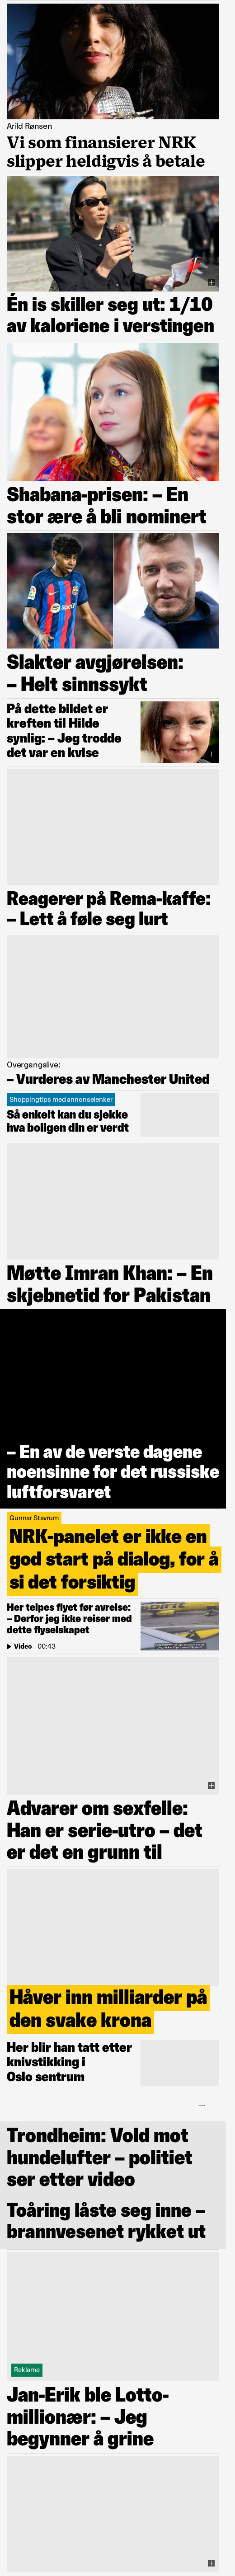 Arild Rønsen
Vi som finansierer NRK
slipper heldigvis å betale
Én is skiller seg ut: 1/10
av kaloriene i verstingen
Shabana-prisen: – En
stor ære å bli nominert
Slakter avgjørelsen:
– Helt sinnssykt
På dette bildet er
kreften til Hilde
synlig: – Jeg trodde
det var en kvise
Reagerer på Rema-kaffe:
– Lett å føle seg lurt
Overgangslive:
– Vurderes av Manchester United
Shoppingtips med annonselenker
Så enkelt kan du sjekke
hva boligen din er verdt
Møtte Imran Khan: – En
skjebnetid for Pakistan
– En av de verste dagene
noensinne for det russiske
luftforsvaret
Gunnar Stavrum
NRK-panelet er ikke en
god start på dialog, for å
si det forsiktig
Her teipes flyet før avreise:
– Derfor jeg ikke reiser med
dette flyselskapet
Video | 00:43
Advarer om sexfelle:
Han er serie-utro – det
er det en grunn til
Håver inn milliarder på
den svake krona
Her blir han tatt etter
knivstikking i
Oslo sentrum
Trondheim: Vold mot
hundelufter – politiet
ser etter video
Toåring låste seg inne –
brannvesenet rykket ut
Reklame
Jan-Erik ble Lotto-
millionær: – Jeg
begynner å grine